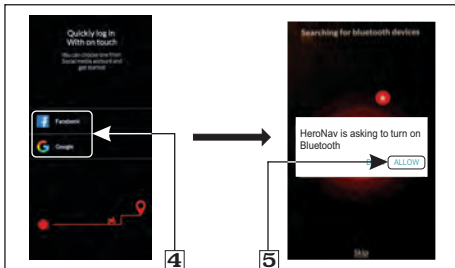 Quickly log in
With on touch
You can choose one from
Social media account and
get started
Facebook
Google
4
Searching for bluetooth devices
HeroNav is asking to turn on
Bluetooth
ALLOW
5
Skip